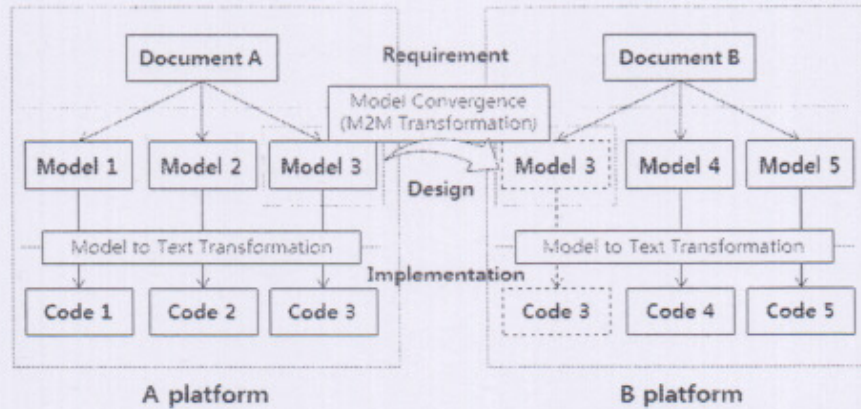 Document A
Requirement
Document B
Model Convergence
(M2M Transformation)
Model 1
Model 2
Model 3
Model 3
Model 4
Model 5
Design
Model to Text Transformation
Model to Text Transformation
Implementation
Code 1
Code 2
Code 3
Code 3
Code 4
Code 5
A platform
B platform